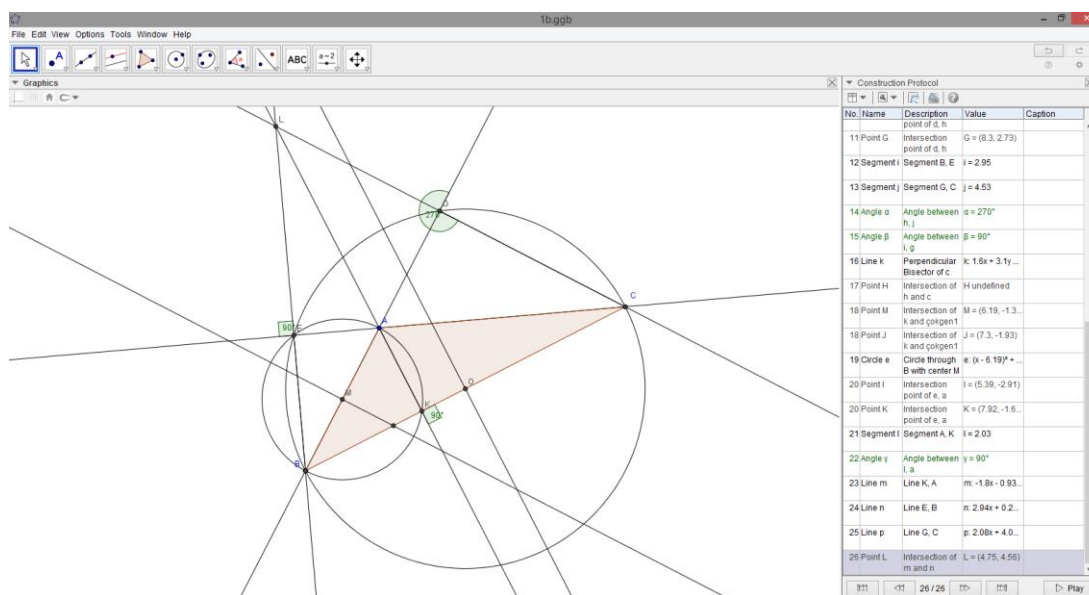 1b.ggb
File Edit View Options Tools Window Help
A
ABC
a=2
Graphics
L
270°
C
90°
A
M
O
K
90°
B
Construction Protocol
No. Name Description Value Caption
point of d, h
11 Point G Intersection G = (8.3, 2.73)
point of d, h
12 Segment i Segment B, E i = 2.95
13 Segment j Segment G, C j = 4.53
14 Angle α Angle between α = 270°
h, j
15 Angle β Angle between β = 90°
i, g
16 Line k Perpendicular k: 1.6x + 3.1y ...
Bisector of c
17 Point H Intersection of H undefined
h and c
18 Point M Intersection of M = (6.19, -1.3...
k and çokgen1
18 Point J Intersection of J = (7.3, -1.93)
k and çokgen1
19 Circle e Circle through e: (x - 6.19)² + ...
B with center M
20 Point I Intersection I = (5.39, -2.91)
point of e, a
20 Point K Intersection K = (7.92, -1.6...
point of e, a
21 Segment l Segment A, K l = 2.03
22 Angle γ Angle between γ = 90°
l, a
23 Line m Line K, A m: -1.8x - 0.93...
24 Line n Line E, B n: 2.94x + 0.2...
25 Line p Line G, C p: 2.08x + 4.0...
26 Point L Intersection of L = (4.75, 4.56)
m and n
26 / 26
Play